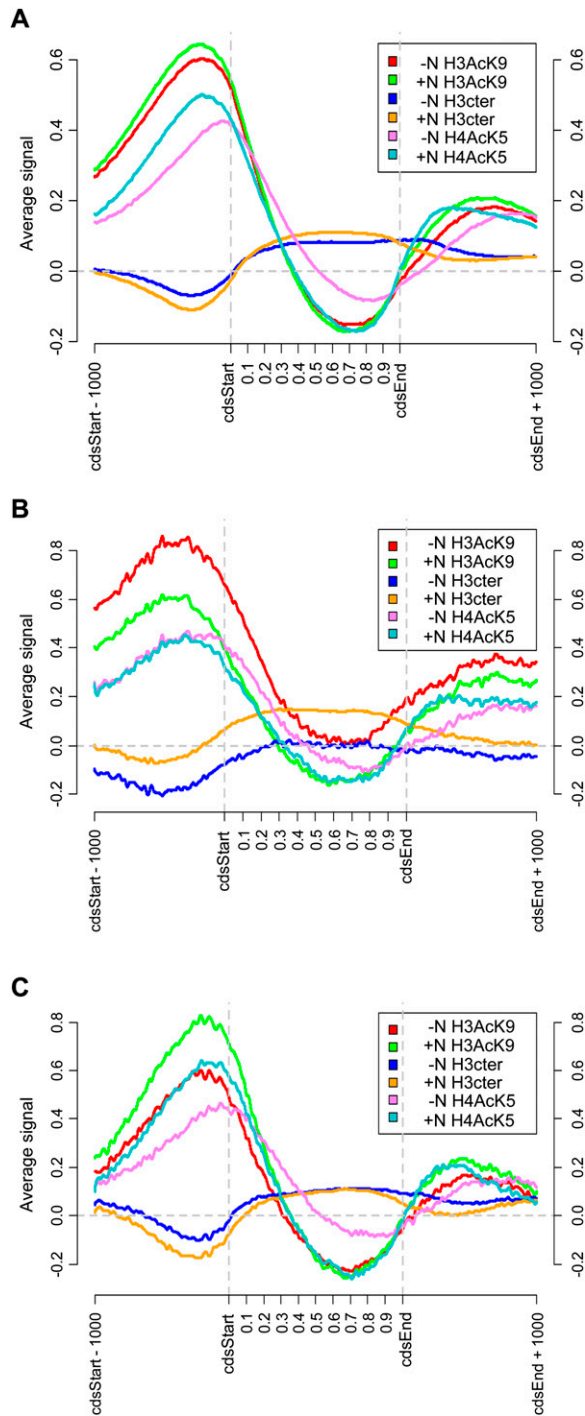 A
-N H3AcK9
+N H3AcK9
-N H3cter
+N H3cter
-N H4AcK5
+N H4AcK5
Average signal
0.6
0.4
0.2
0.0
-0.2
0.6
0.4
0.2
0.0
-0.2
cdsStart - 1000
cdsStart
0.1
0.2
0.3
0.4
0.5
0.6
0.7
0.8
0.9
cdsEnd
cdsEnd + 1000
B
-N H3AcK9
+N H3AcK9
-N H3cter
+N H3cter
-N H4AcK5
+N H4AcK5
Average signal
0.8
0.6
0.4
0.2
0.0
-0.2
0.8
0.6
0.4
0.2
0.0
-0.2
cdsStart - 1000
cdsStart
0.1
0.2
0.3
0.4
0.5
0.6
0.7
0.8
0.9
cdsEnd
cdsEnd + 1000
C
-N H3AcK9
+N H3AcK9
-N H3cter
+N H3cter
-N H4AcK5
+N H4AcK5
Average signal
0.8
0.6
0.4
0.2
0.0
-0.2
0.8
0.6
0.4
0.2
0.0
-0.2
cdsStart - 1000
cdsStart
0.1
0.2
0.3
0.4
0.5
0.6
0.7
0.8
0.9
cdsEnd
cdsEnd + 1000